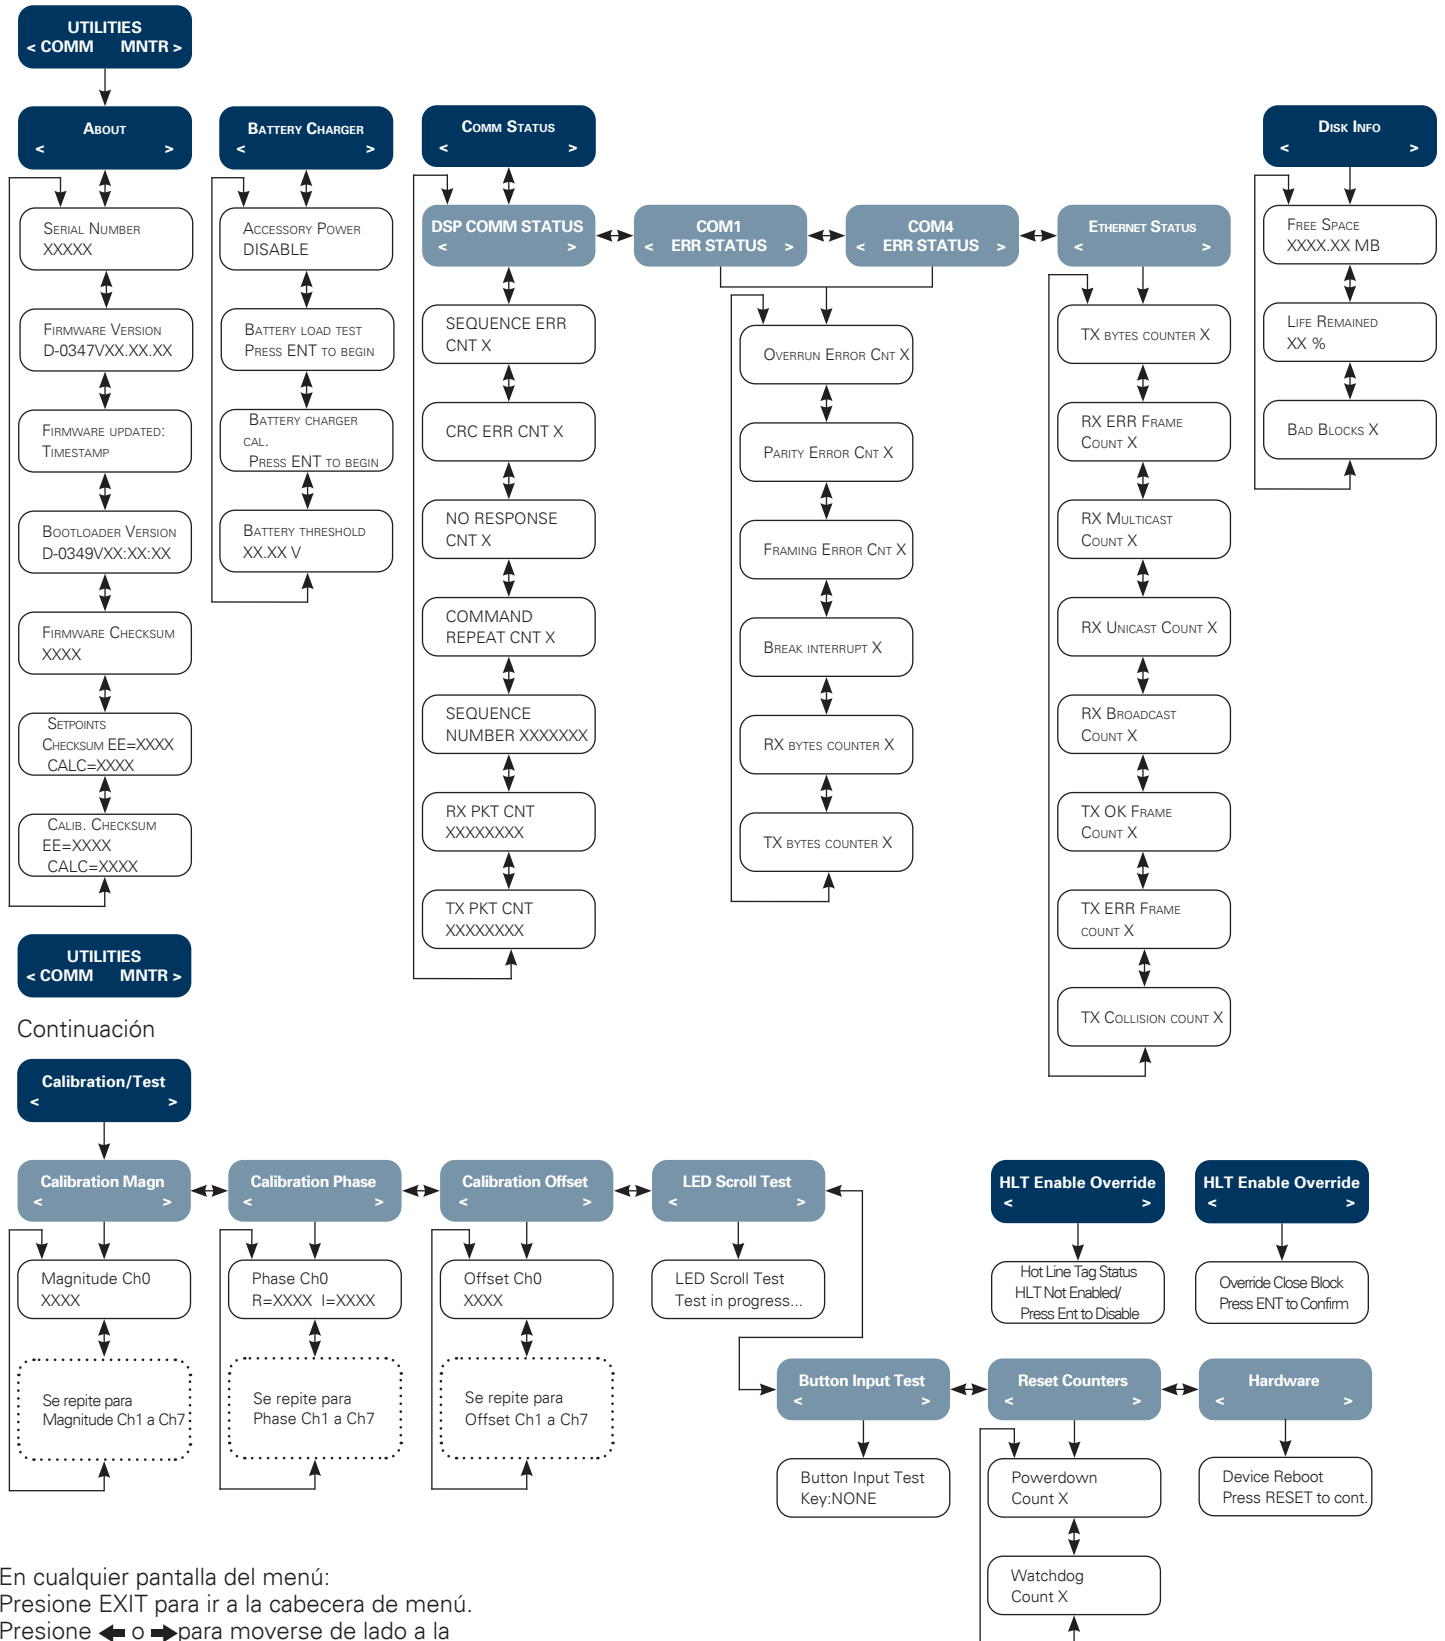 UTILITIES
< COMM MNTR >
ABOUT
< >
SERIAL NUMBER
XXXXX
FIRMWARE VERSION
D-0347VXX.XX.XX
FIRMWARE UPDATED:
TIMESTAMP
BOOTLOADER VERSION
D-0349VXX:XX:XX
FIRMWARE CHECKSUM
XXXX
SETPOINTS
CHECKSUM EE=XXXX
CALC=XXXX
CALIB. CHECKSUM
EE=XXXX
CALC=XXXX
BATTERY CHARGER
< >
ACCESSORY POWER
DISABLE
BATTERY LOAD TEST
PRESS ENT TO BEGIN
BATTERY CHARGER
CAL.
PRESS ENT TO BEGIN
BATTERY THRESHOLD
XX.XX V
COMM STATUS
< >
DSP COMM STATUS
< >
SEQUENCE ERR
CNT X
CRC ERR CNT X
NO RESPONSE
CNT X
COMMAND
REPEAT CNT X
SEQUENCE
NUMBER XXXXXXX
RX PKT CNT
XXXXXXXX
TX PKT CNT
XXXXXXXX
COM1
< ERR STATUS >
COM4
< ERR STATUS >
OVERRUN ERROR CNT X
PARITY ERROR CNT X
FRAMING ERROR CNT X
BREAK INTERRUPT X
RX BYTES COUNTER X
TX BYTES COUNTER X
ETHERNET STATUS
< >
TX BYTES COUNTER X
RX ERR FRAME
COUNT X
RX MULTICAST
COUNT X
RX UNICAST COUNT X
RX BROADCAST
COUNT X
TX OK FRAME
COUNT X
TX ERR FRAME
COUNT X
TX COLLISION COUNT X
DISK INFO
< >
FREE SPACE
XXXX.XX MB
LIFE REMAINED
XX %
BAD BLOCKS X
UTILITIES
< COMM MNTR >
Continuación
Calibration/Test
< >
Calibration Magn
< >
Magnitude Ch0
XXXX
Se repite para
Magnitude Ch1 a Ch7
Calibration Phase
< >
Phase Ch0
R=XXXX I=XXXX
Se repite para
Phase Ch1 a Ch7
Calibration Offset
< >
Offset Ch0
XXXX
Se repite para
Offset Ch1 a Ch7
LED Scroll Test
< >
LED Scroll Test
Test in progress...
HLT Enable Override
< >
Hot Line Tag Status
HLT Not Enabled/
Press Ent to Disable
HLT Enable Override
< >
Override Close Block
Press ENT to Confirm
Button Input Test
< >
Button Input Test
Key:NONE
Reset Counters
< >
Powerdown
Count X
Watchdog
Count X
Hardware
< >
Device Reboot
Press RESET to cont.
En cualquier pantalla del menú:
Presione EXIT para ir a la cabecera de menú.
Presione ← o → para moverse de lado a la